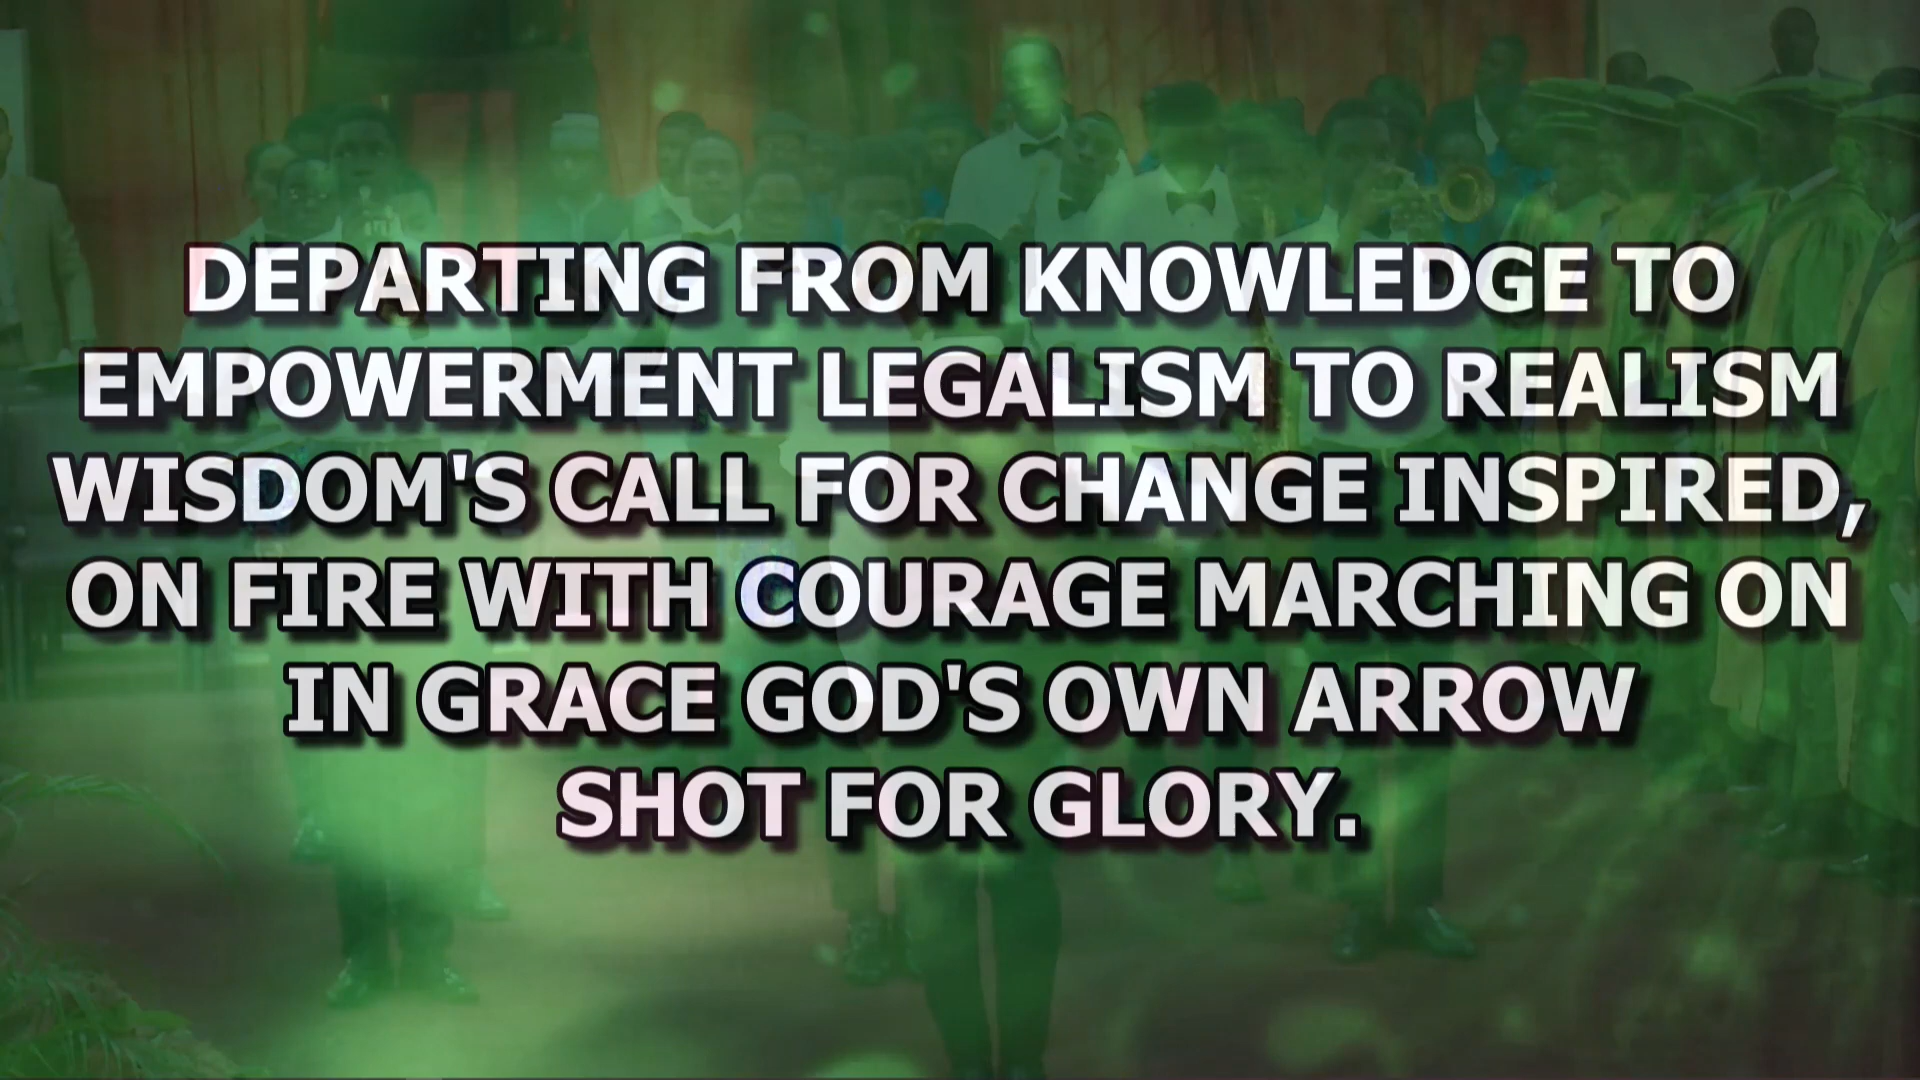 DEPARTING FROM KNOWLEDGE TO
EMPOWERMENT LEGALISM TO REALISM
WISDOM'S CALL FOR CHANGE INSPIRED,
ON FIRE WITH COURAGE MARCHING ON
IN GRACE GOD'S OWN ARROW
SHOT FOR GLORY.